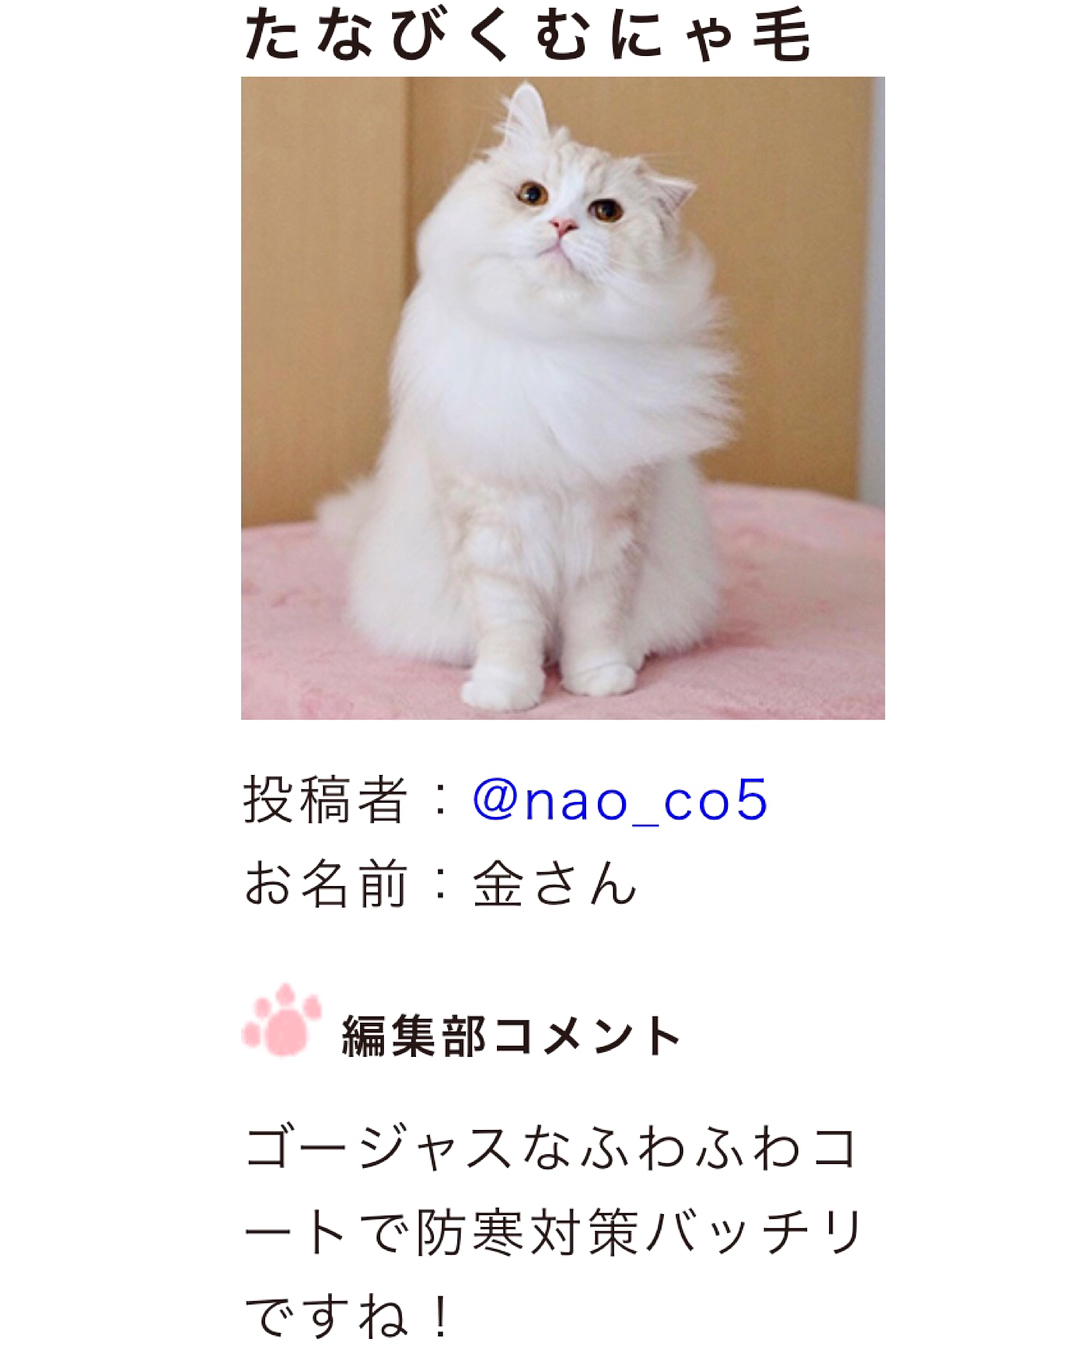 たなびくむにゃ毛
投稿者：@nao_co5
お名前：金さん
編集部コメント
ゴージャスなふわふわコ
ートで防寒対策バッチリ
ですね！